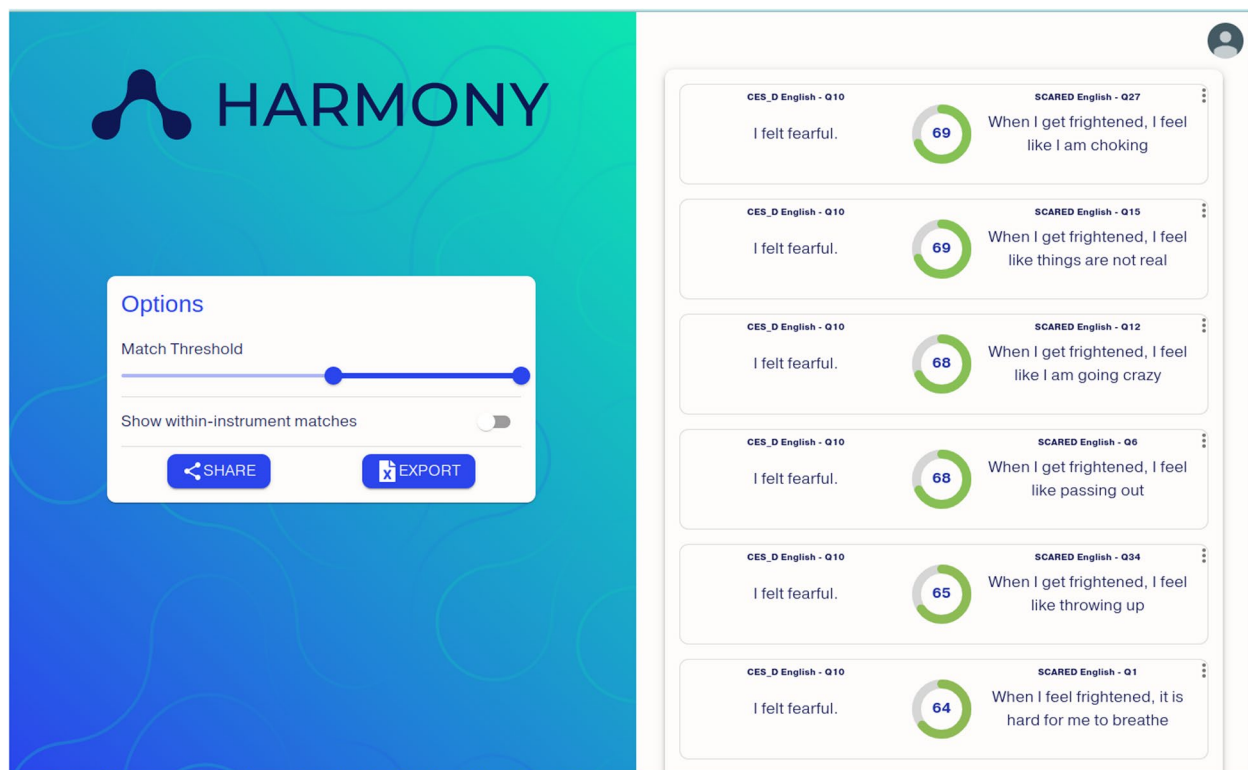 HARMONY
Options
Match Threshold
Show within-instrument matches
SHARE
EXPORT
CES_D English - Q10
I felt fearful.
69
SCARED English - Q27
When I get frightened, I feel
like I am choking
CES_D English - Q10
I felt fearful.
69
SCARED English - Q15
When I get frightened, I feel
like things are not real
CES_D English - Q10
I felt fearful.
68
SCARED English - Q12
When I get frightened, I feel
like I am going crazy
CES_D English - Q10
I felt fearful.
68
SCARED English - Q6
When I get frightened, I feel
like passing out
CES_D English - Q10
I felt fearful.
65
SCARED English - Q34
When I get frightened, I feel
like throwing up
CES_D English - Q10
I felt fearful.
64
SCARED English - Q1
When I feel frightened, it is
hard for me to breathe